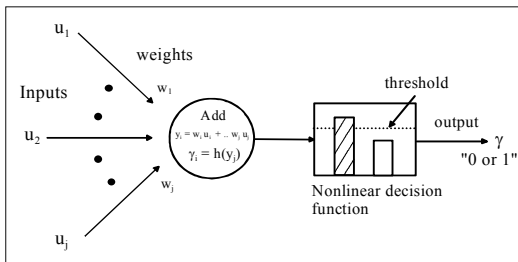 u1
weights
w1
Inputs
Add
threshold
yi = wi ui + .. wj uj
output
u2
γi = h(yj)
γ
"0 or 1"
wj
Nonlinear decision
function
uj